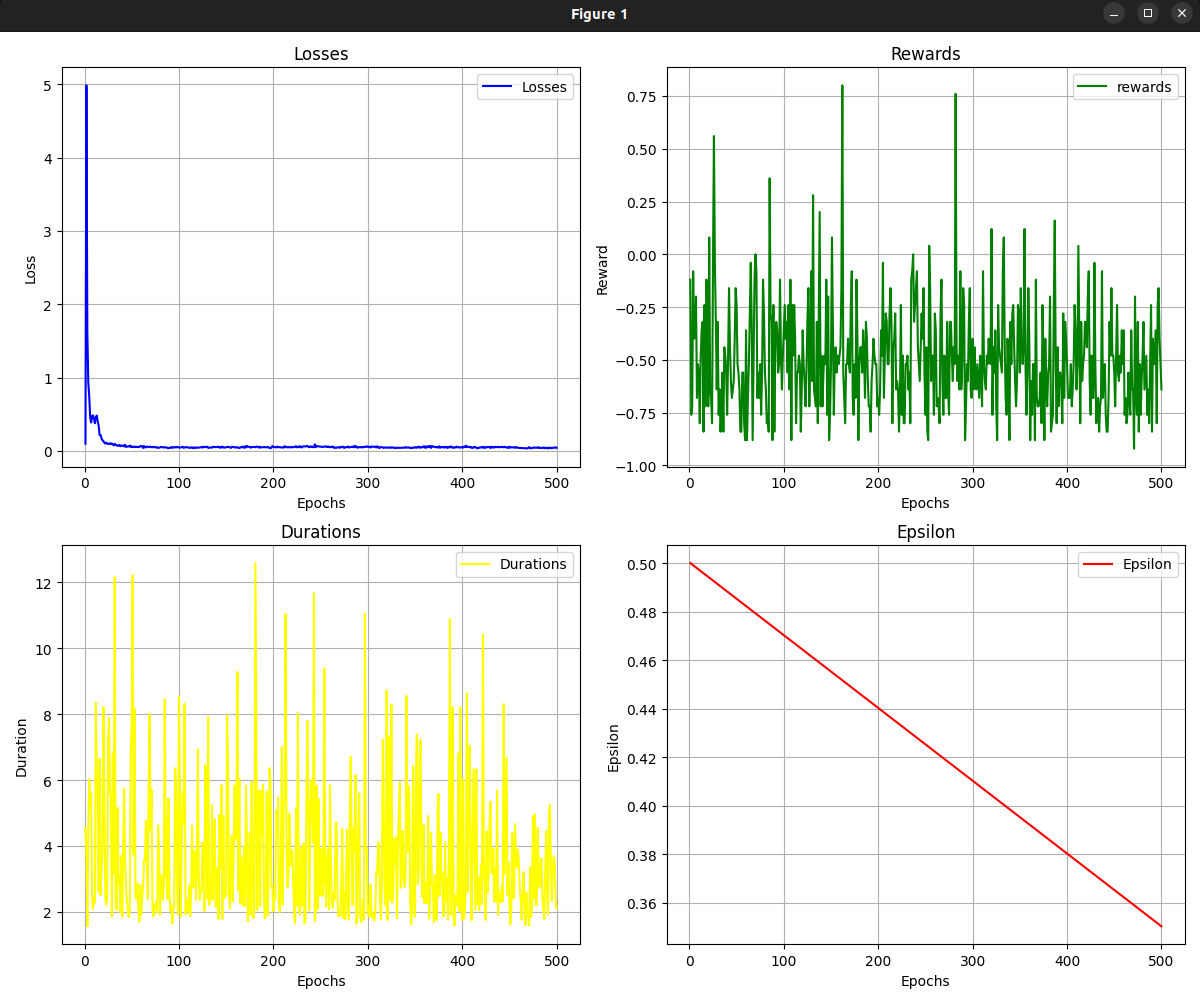 Figure 1
Losses
Losses
5
4
3
2
1
0
Loss
0 100 200 300 400 500
Epochs
Rewards
rewards
0.75
0.50
0.25
0.00
−0.25
−0.50
−0.75
−1.00
Reward
0 100 200 300 400 500
Epochs
Durations
Durations
12
10
8
6
4
2
Duration
0 100 200 300 400 500
Epochs
Epsilon
Epsilon
0.50
0.48
0.46
0.44
0.42
0.40
0.38
0.36
Epsilon
0 100 200 300 400 500
Epochs